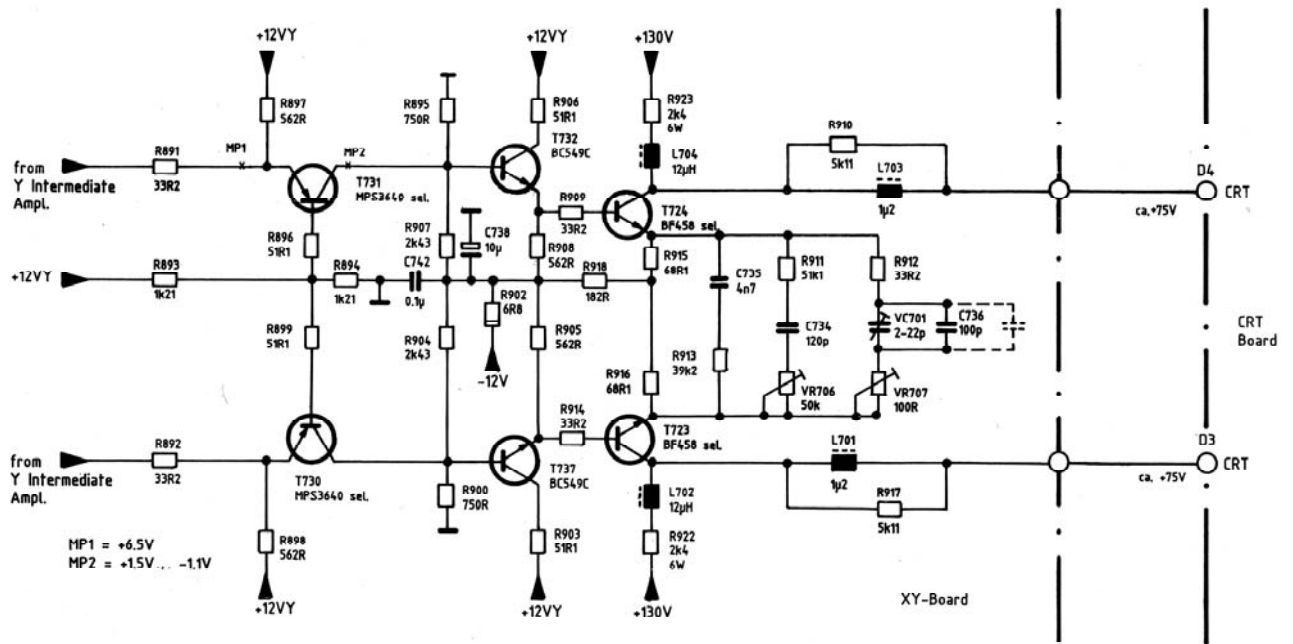 +12VY
+12VY
+130V
R897
562R
R895
750R
R906
51R1
R923
2k4
6W
T732
BC549C
R910
5k11
MP1
MP2
R891
33R2
from
Y Intermediate
Ampl.
T731
MPS3640 sel.
L704
12µH
L703
1µ2
D4
CRT
ca.+75V
R909
33R2
T724
BF458 sel.
R896
51R1
R907
2k43
C738
10µ
R908
562R
R918
182R
R915
68R1
C735
4n7
R911
51K1
R912
33R2
+12VY
R893
1k21
R894
1k21
C742
0.1µ
R902
6R8
VC701
2-22p
C736
100p
C734
120p
CRT
Board
R899
51R1
R904
2k43
R905
562R
-12V
R916
68R1
R913
39k2
VR706
50k
VR707
100R
R914
33R2
T723
BF458 sel.
L701
1µ2
D3
CRT
ca. +75V
R892
33R2
from
Y Intermediate
Ampl.
T730
MPS3640 sel.
T737
BC549C
R900
750R
L702
12µH
R917
5k11
R898
562R
R903
51R1
R922
2k4
6W
MP1 = +6.5V
MP2 = +1.5V... -1.1V
+12VY
+12VY
+130V
XY-Board